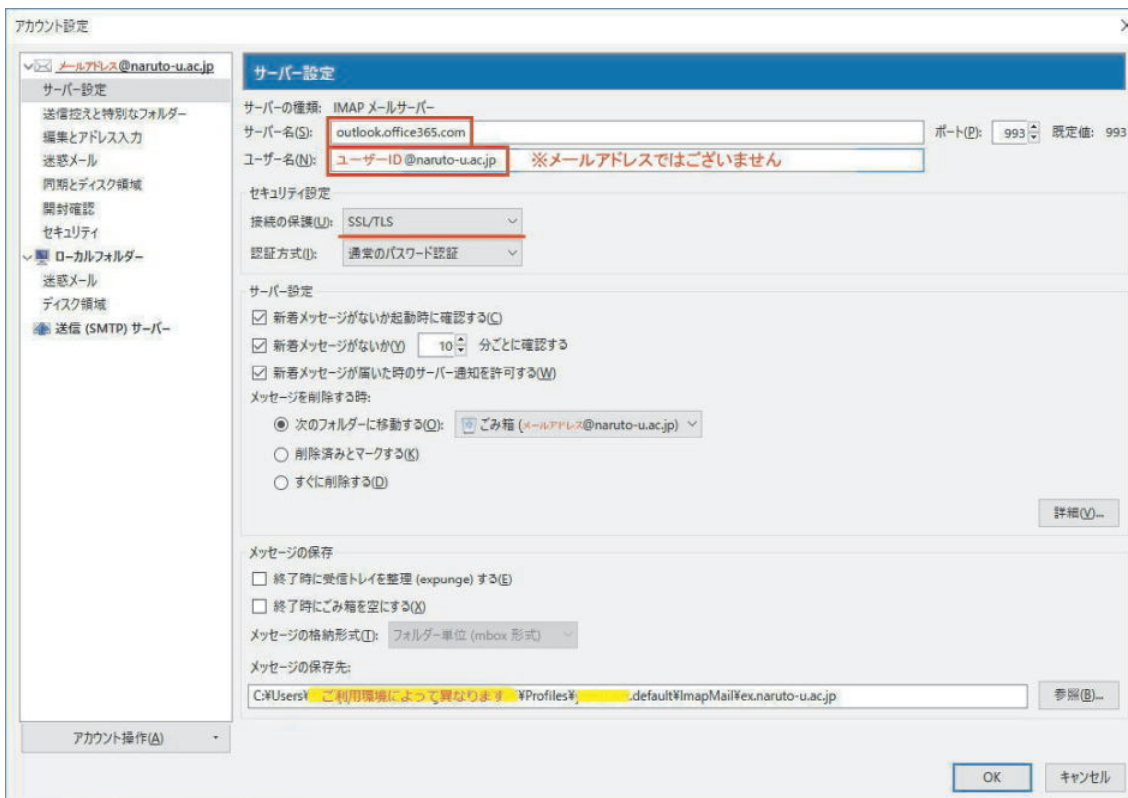 アカウント設定
メールアドレス@naruto-u.ac.jp
サーバー設定
送信控えと特別なフォルダー
編集とアドレス入力
迷惑メール
同期とディスク領域
開封確認
セキュリティ
ローカルフォルダー
迷惑メール
ディスク領域
送信 (SMTP) サーバー
アカウント操作(A)
サーバー設定
サーバーの種類: IMAP メールサーバー
サーバー名(S): outlook.office365.com ポート(P): 993 既定値: 993
ユーザー名(N): ユーザーID@naruto-u.ac.jp ※メールアドレスではございません
セキュリティ設定
接続の保護(U): SSL/TLS
認証方式(I): 通常のパスワード認証
サーバー設定
新着メッセージがないか起動時に確認する(C)
新着メッセージがないか(Y) 10 分ごとに確認する
新着メッセージが届いた時のサーバー通知を許可する(W)
メッセージを削除する時:
次のフォルダーに移動する(O): ごみ箱 (メールアドレス@naruto-u.ac.jp)
削除済みとマークする(K)
すぐに削除する(D)
詳細(V)...
メッセージの保存
終了時に受信トレイを整理 (expunge) する(E)
終了時にごみ箱を空にする(X)
メッセージの格納形式(T): フォルダー単位 (mbox 形式)
メッセージの保存先:
C:¥Users¥ ご利用環境によって異なります ¥Profiles¥ .default¥ImapMail¥ex.naruto-u.ac.jp 参照(B)...
OK キャンセル